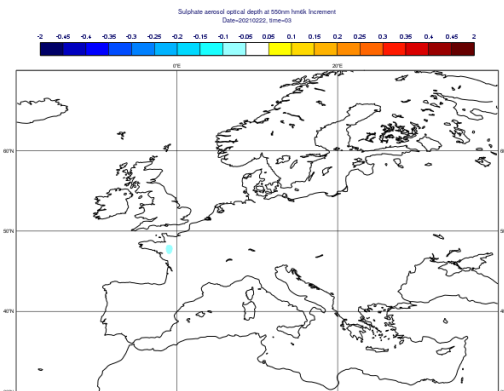 Sulphate aerosol optical depth at 550nm hm6k Increment
Date=20210222, time=03
-2 -0.45 -0.4 -0.35 -0.3 -0.25 -0.2 -0.15 -0.1 -0.05 0.05 0.1 0.15 0.2 0.25 0.3 0.35 0.4 0.45 2
0°E 20°E
60°N
50°N
40°N